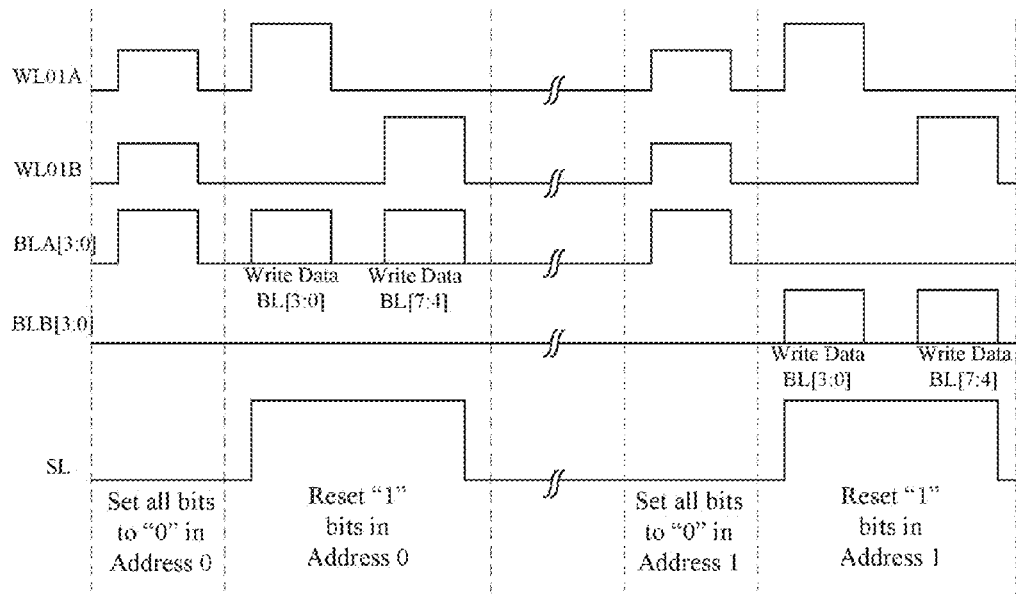 WL01A
WL01B
BLA[3:0]
Write Data
BL[3:0]
Write Data
BL[7:4]
BLB[3:0]
Write Data
BL[3:0]
Write Data
BL[7:4]
SL
Set all bits
to “0” in
Address 0
Reset “1”
bits in
Address 0
Set all bits
to “0” in
Address 1
Reset “1”
bits in
Address 1